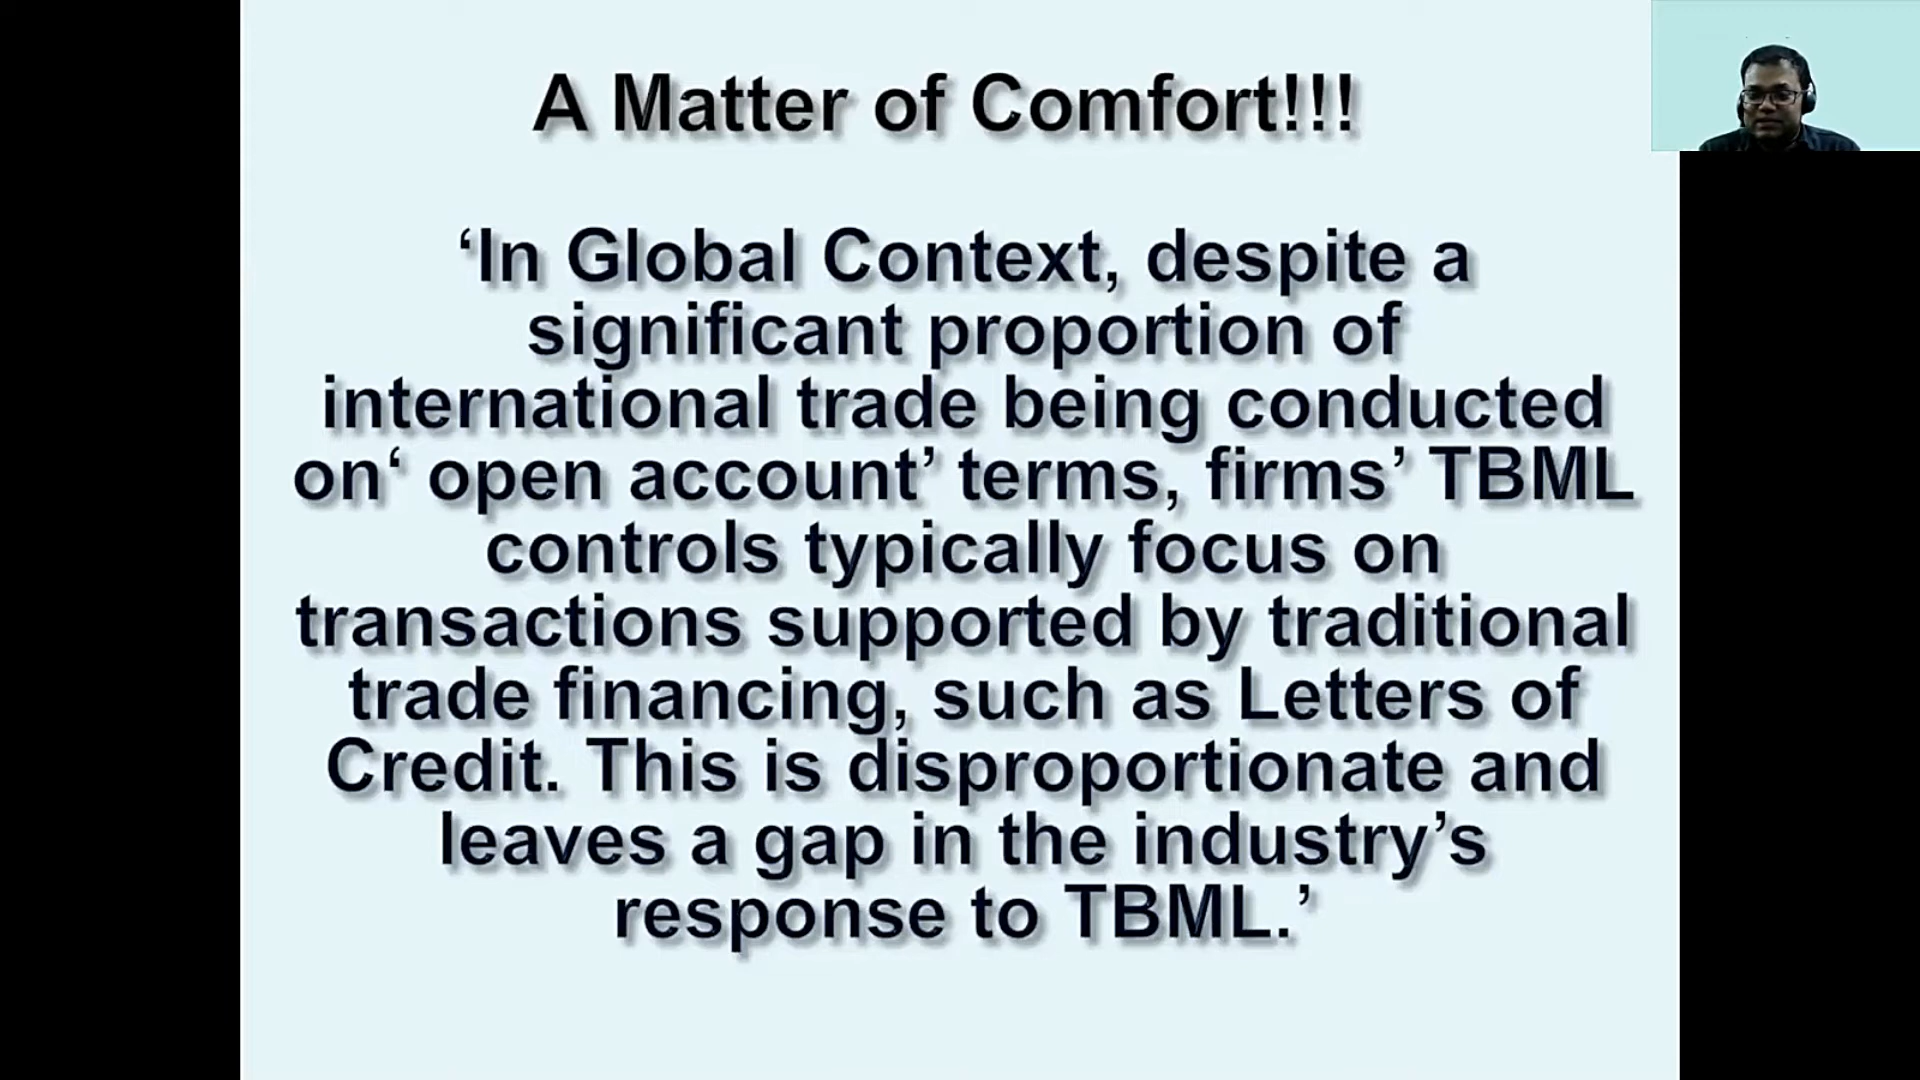 A Matter of Comfort!!!
‘In Global Context, despite a
significant proportion of
international trade being conducted
on‘ open account’ terms, firms’ TBML
controls typically focus on
transactions supported by traditional
trade financing, such as Letters of
Credit. This is disproportionate and
leaves a gap in the industry’s
response to TBML.’